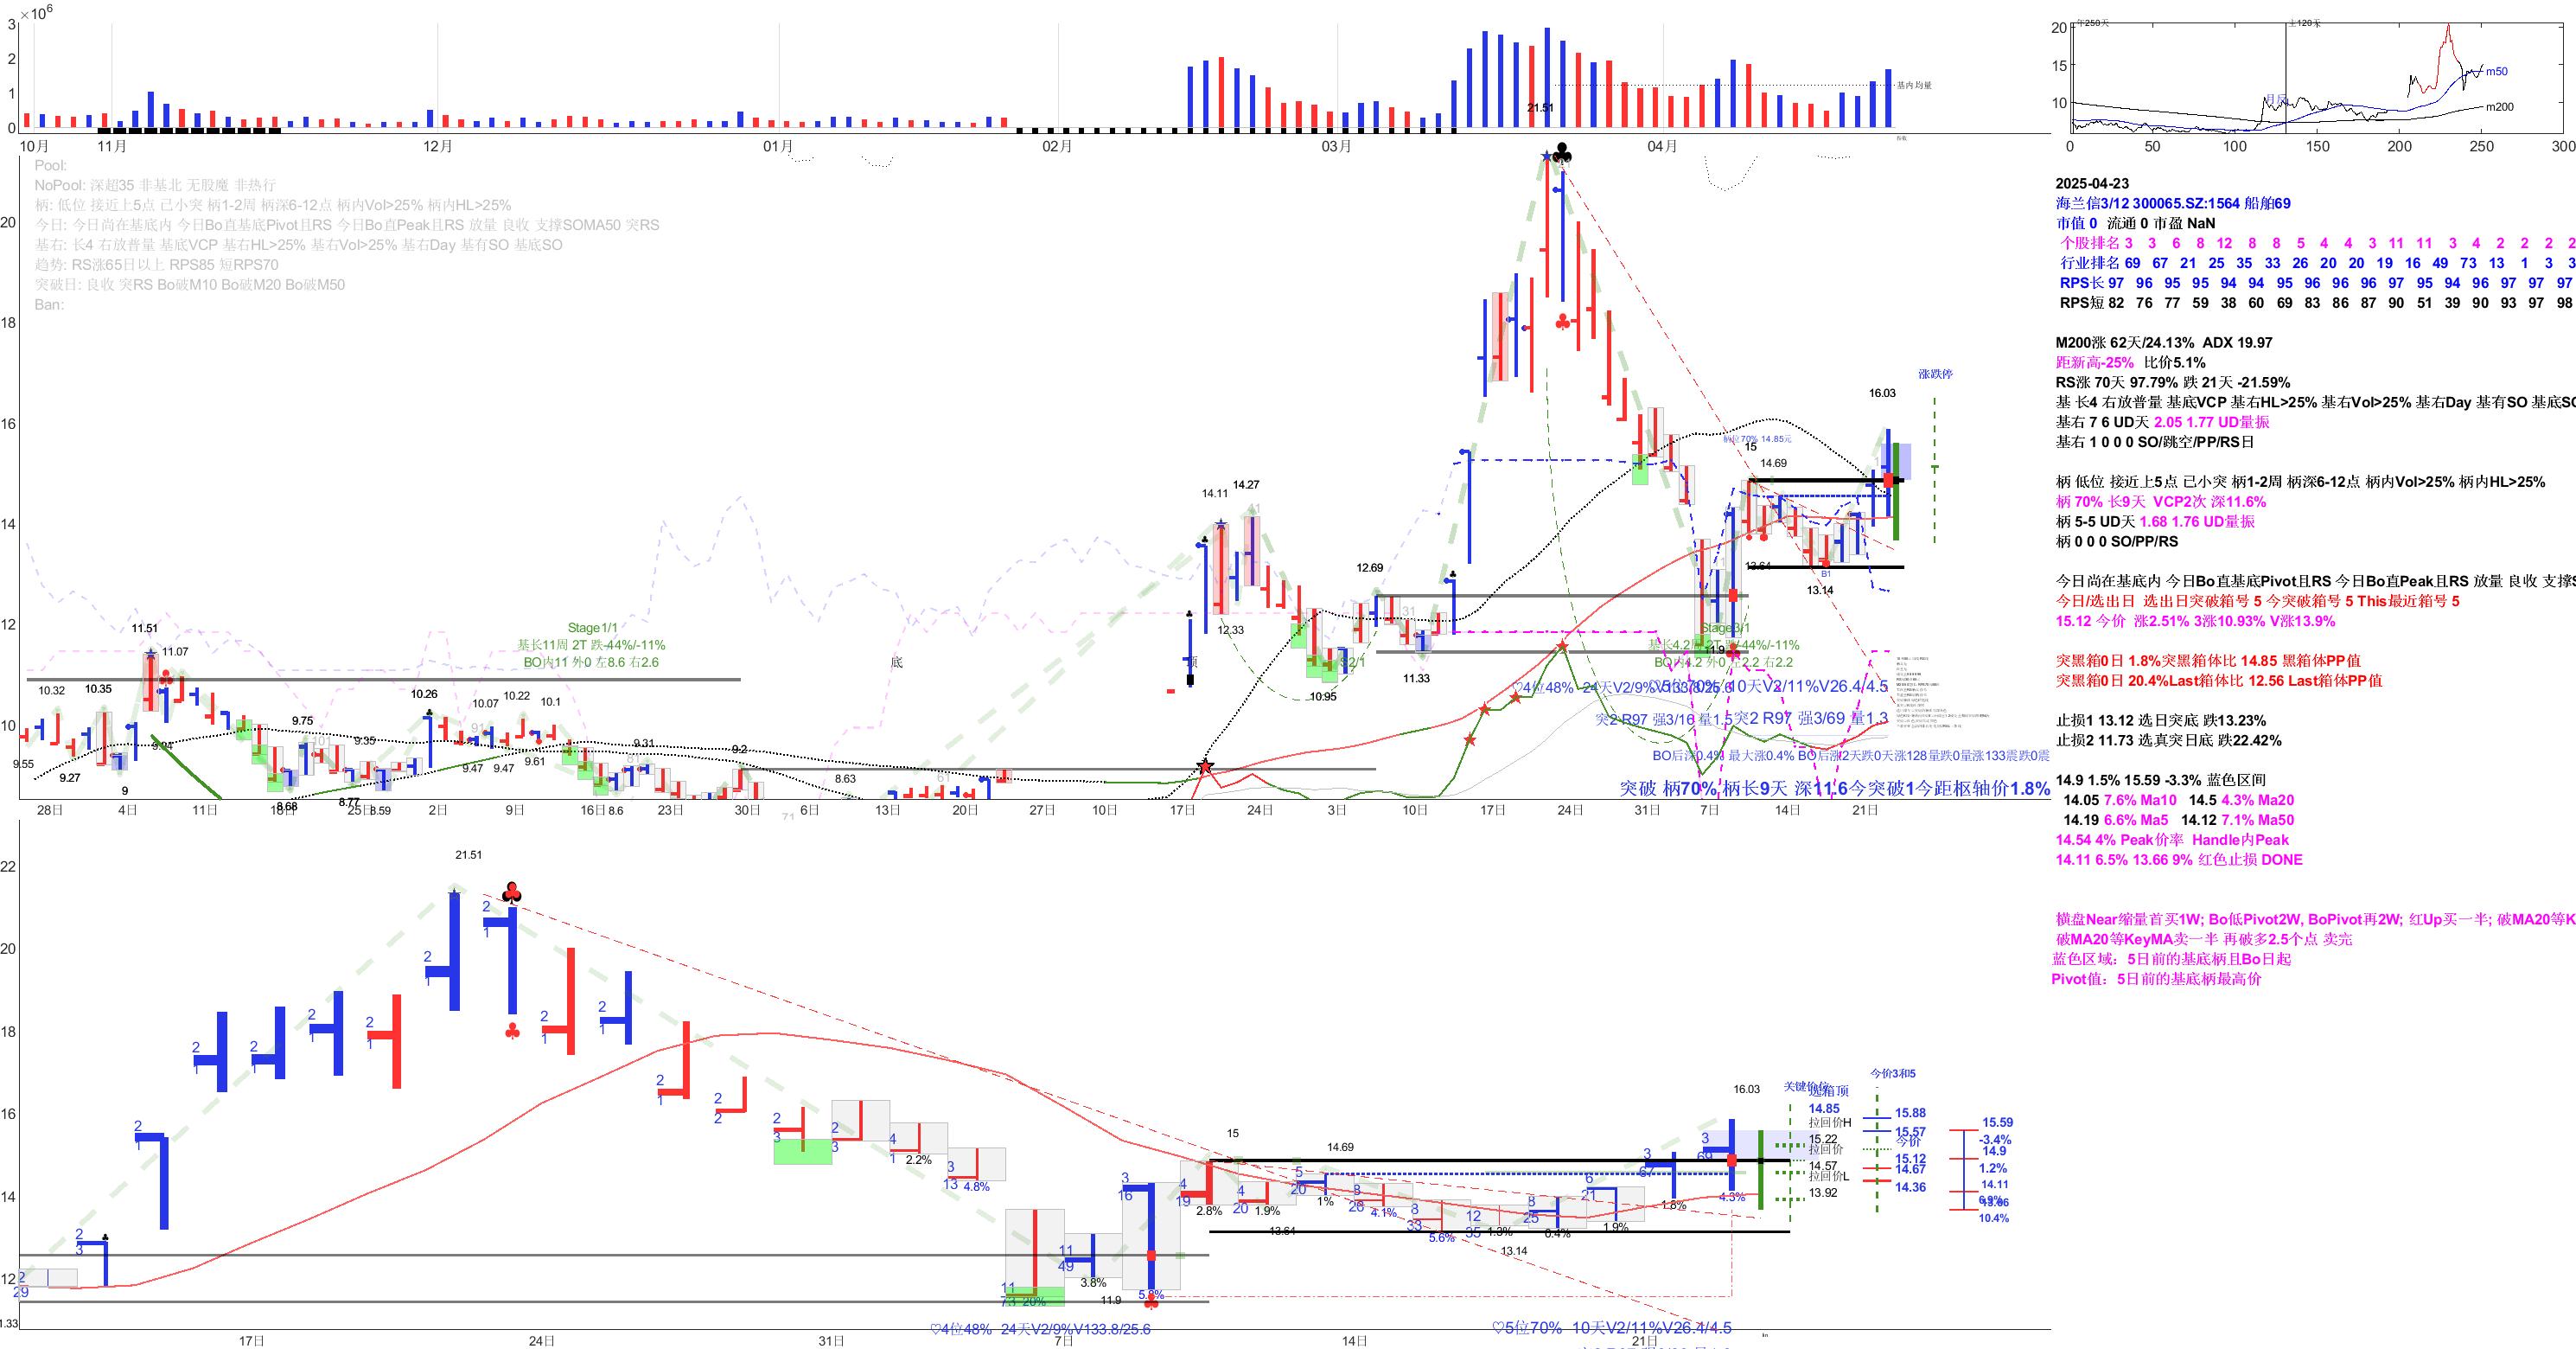 ×10⁶
3
2
1
0
21.51
基内均量
10月
11月
12月
01月
02月
03月
04月
Pool:
NoPool: 深超35 非基北 无股魔 非热行
柄: 低位 接近上5点 己小突 柄1-2周 柄深6-12点 柄内Vol>25% 柄内HL>25%
今日: 今日尚在基底内 今日Bo直基底Pivot且RS 今日Bo直Peak且RS 放量 良收 支撑SOMA50 突RS
基右: 长4 右放普量 基底VCP 基右HL>25% 基右Vol>25% 基右Day 基有SO 基底SO
趋势: RS涨65日以上 RPS85 短RPS70
突破日: 良收 突RS Bo破M10 Bo破M20 Bo破M50
Ban:
20
18
16
14
12
10
涨跌停
16.03
柄位70% 14.85元
15
14.69
14.11
14.27
12.69
12.33
13.64
13.14
11.9
11.33
10.95
11.51
11.07
10.32
10.35
9.55
9.27
9
9.94
9.75
9.35
8.68
8.77
8.59
10.26
10.07
10.22
10.1
9.47
9.47
9.61
9.31
9.2
8.6
8.63
31
71
Stage1/1
基长11周 2T 跌-44%/-11%
BO内11 外0 左8.6 右2.6
底
顶
Stage3/1
基长4.2周 2T 跌-44%/-11%
BO内4.2 外0 左2.2 右2.2
♡4位48% 24天V2/9%V133.8/25.6
♡5位70% 10天V2/11%V26.4/4.5
突2 R97 强3/16 量1.5
突2 R97 强3/69 量1.3
BO后深0.4% 最大涨0.4% BO后涨2天跌0天涨128量跌0量涨133震跌0震
突破 柄70% 柄长9天 深11.6今突破1今距枢轴价1.8%
28日
4日
11日
18日
25日
2日
9日
16日
23日
30日
6日
13日
20日
27日
10日
17日
24日
3日
10日
17日
24日
31日
7日
14日
21日
22
20
18
16
14
12
1.33
21.51
15
14.69
16.03
13.64
13.14
11.9
2.2%
4.8%
20%
3.8%
5.8%
2.8%
1.9%
1%
4.1%
5.6%
1.3%
0.4%
1.9%
1.8%
4.3%
今价3和5
选箱顶
14.85
拉回价H
15.22
拉回价
14.57
拉回价L
13.92
15.88
15.57
今价
15.12
14.67
14.36
15.59
-3.4%
14.9
1.2%
14.11
6.9%
10.4%
♡4位48% 24天V2/9%V133.8/25.6
♡5位70% 10天V2/11%V26.4/4.5
17日
24日
31日
7日
14日
21日
20
15
10
年250天
m50
m200
0
50
100
150
200
250
300
2025-04-23
海兰信3/12 300065.SZ:1564 船舶69
市值 0 流通 0 市盈 NaN
个股排名 3 3 6 8 12 8 8 5 4 4 3 11 11 3 4 2 2 2 2
行业排名 69 67 21 25 35 33 26 20 20 19 16 49 73 13 1 3 3
RPS长 97 96 95 95 94 94 95 96 96 96 97 95 94 96 97 97 97
RPS短 82 76 77 59 38 60 69 83 86 87 90 51 39 90 93 97 98
M200涨 62天/24.13% ADX 19.97
距新高-25% 比价5.1%
RS涨 70天 97.79% 跌 21天 -21.59%
基 长4 右放普量 基底VCP 基右HL>25% 基右Vol>25% 基右Day 基有SO 基底SO
基右 7 6 UD天 2.05 1.77 UD量振
基右 1 0 0 0 SO/跳空/PP/RS日
柄 低位 接近上5点 己小突 柄1-2周 柄深6-12点 柄内Vol>25% 柄内HL>25%
柄 70% 长9天 VCP2次 深11.6%
柄 5-5 UD天 1.68 1.76 UD量振
柄 0 0 0 SO/PP/RS
今日尚在基底内 今日Bo直基底Pivot且RS 今日Bo直Peak且RS 放量 良收 支撑S
今日/选出日 选出日突破箱号 5 今突破箱号 5 This最近箱号 5
15.12 今价 涨2.51% 3涨10.93% V涨13.9%
突黑箱0日 1.8%突黑箱体比 14.85 黑箱体PP值
突黑箱0日 20.4%Last箱体比 12.56 Last箱体PP值
止损1 13.12 选日突底 跌13.23%
止损2 11.73 选真突日底 跌22.42%
14.9 1.5% 15.59 -3.3% 蓝色区间
14.05 7.6% Ma10 14.5 4.3% Ma20
14.19 6.6% Ma5 14.12 7.1% Ma50
14.54 4% Peak价率 Handle内Peak
14.11 6.5% 13.66 9% 红色止损 DONE
横盘Near缩量首买1W; Bo低Pivot2W, BoPivot再2W; 红Up买一半; 破MA20等K
破MA20等KeyMA卖一半 再破多2.5个点 卖完
蓝色区域：5日前的基底柄且Bo日起
Pivot值：5日前的基底柄最高价